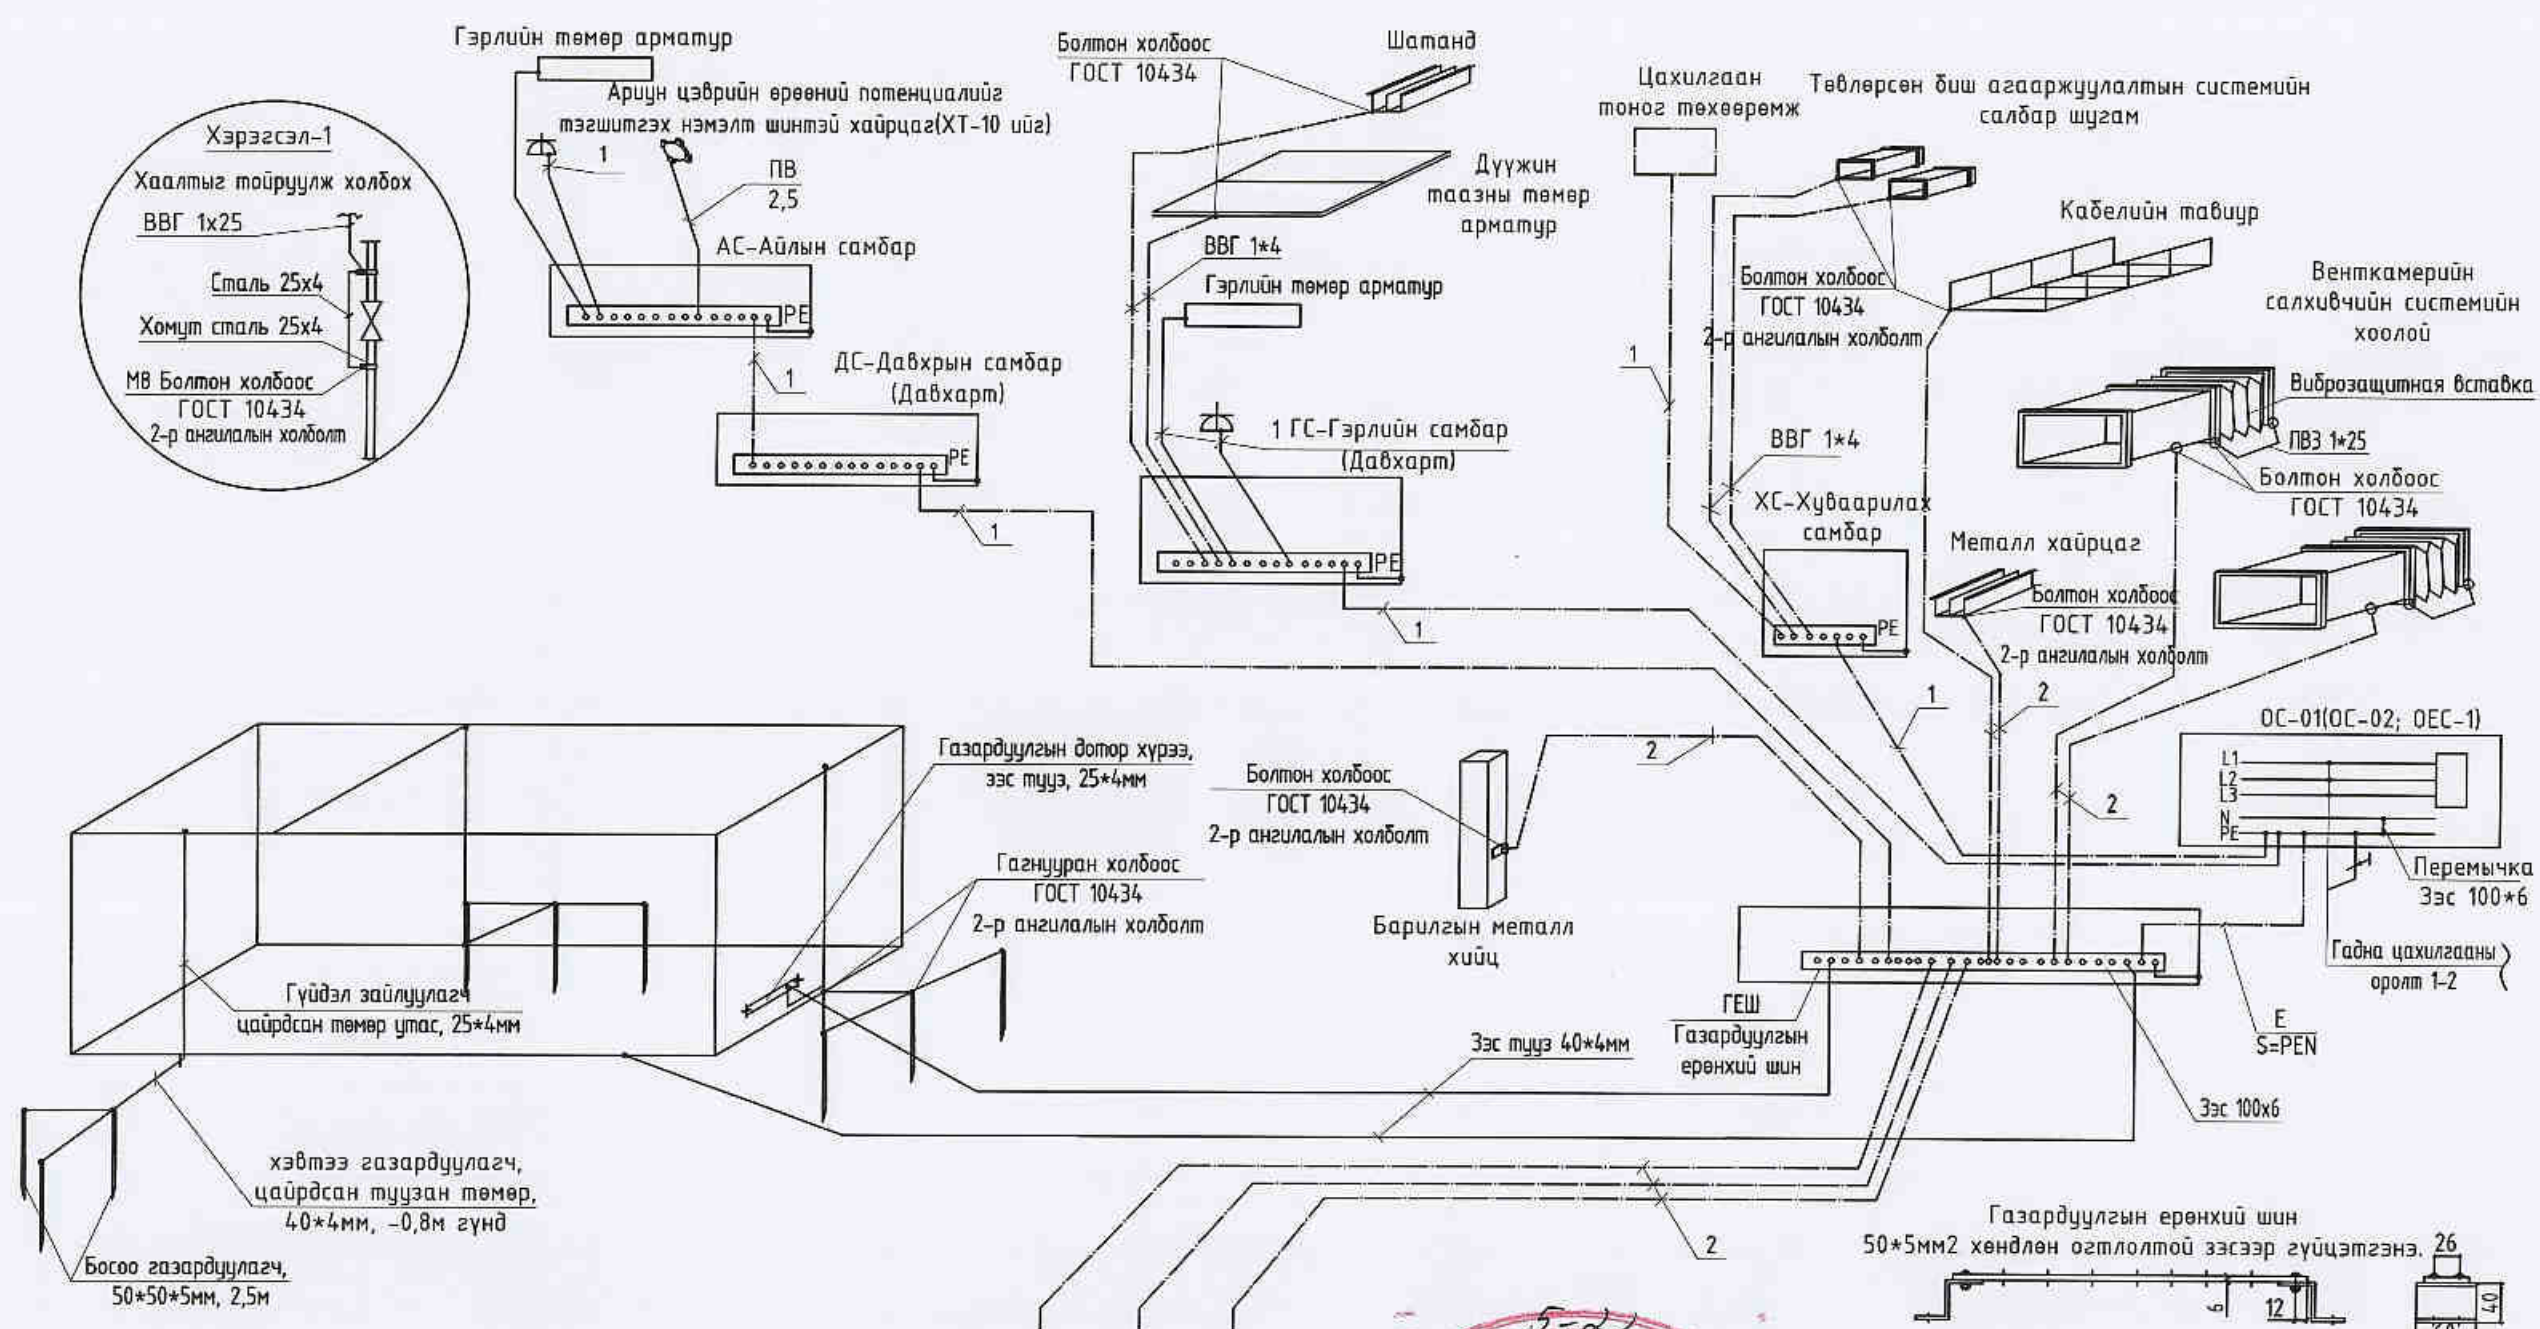 Гэрлийн төмөр арматур
Ариун цэврийн өрөөний потенциалийг
тэгшитгэх нэмэлт шинтэй хайрцаг(ХТ-10 ийг)
1
ПВ
2,5
АС-Айлын самбар
PE
Хэрэгсэл-1
Хаалтыг тойруулж холбох
ВВГ 1х25
Сталь 25х4
Хомут сталь 25х4
М8 Болтон холбоос
ГОСТ 10434
2-р ангилалын холболт
ДС-Давхрын самбар
(Давхарт)
1
PE
1
Болтон холбоос
ГОСТ 10434
Шатанд
Дүүжин
таазны төмөр
арматур
ВВГ 1*4
Гэрлийн төмөр арматур
1 ГС-Гэрлийн самбар
(Давхарт)
PE
1
Цахилгаан
тоног төхөөрөмж
Төвлөрсөн биш агааржуулалтын системийн
салбар шугам
Кабелийн тавиур
Болтон холбоос
ГОСТ 10434
2-р ангилалын холболт
1
ВВГ 1*4
ХС-Хуваарилах
самбар
PE
1
Венткамерийн
салхивчийн системийн
хоолой
Виброзащитная вставка
ПВ3 1*25
Болтон холбоос
ГОСТ 10434
Металл хайрцаг
Болтон холбоос
ГОСТ 10434
2-р ангилалын холболт
2
2
ОС-01(ОС-02; ОЕС-1)
L1
L2
L3
N
PE
Перемычка
Зэс 100*6
Гадна цахилгааны
оролт 1-2
E
S=PEN
Зэс 100х6
Газардуулгын дотор хүрээ,
зэс тууз, 25*4мм
Гагнууран холбоос
ГОСТ 10434
2-р ангилалын холболт
Болтон холбоос
ГОСТ 10434
2-р ангилалын холболт
2
Барилгын металл
хийц
ГЕШ
Газардуулгын
ерөнхий шин
Зэс тууз 40*4мм
Гүйдэл зайлуулагч
цайрдсан төмөр утас, 25*4мм
хэвтээ газардуулагч,
цайрдсан туузан төмөр,
40*4мм, -0,8м гүнд
Босоо газардуулагч,
50*50*5мм, 2,5м
2
Газардуулгын ерөнхий шин
50*5мм2 хөндлөн огтлолтой зэсээр гүйцэтгэнэ.
26
6
12
40